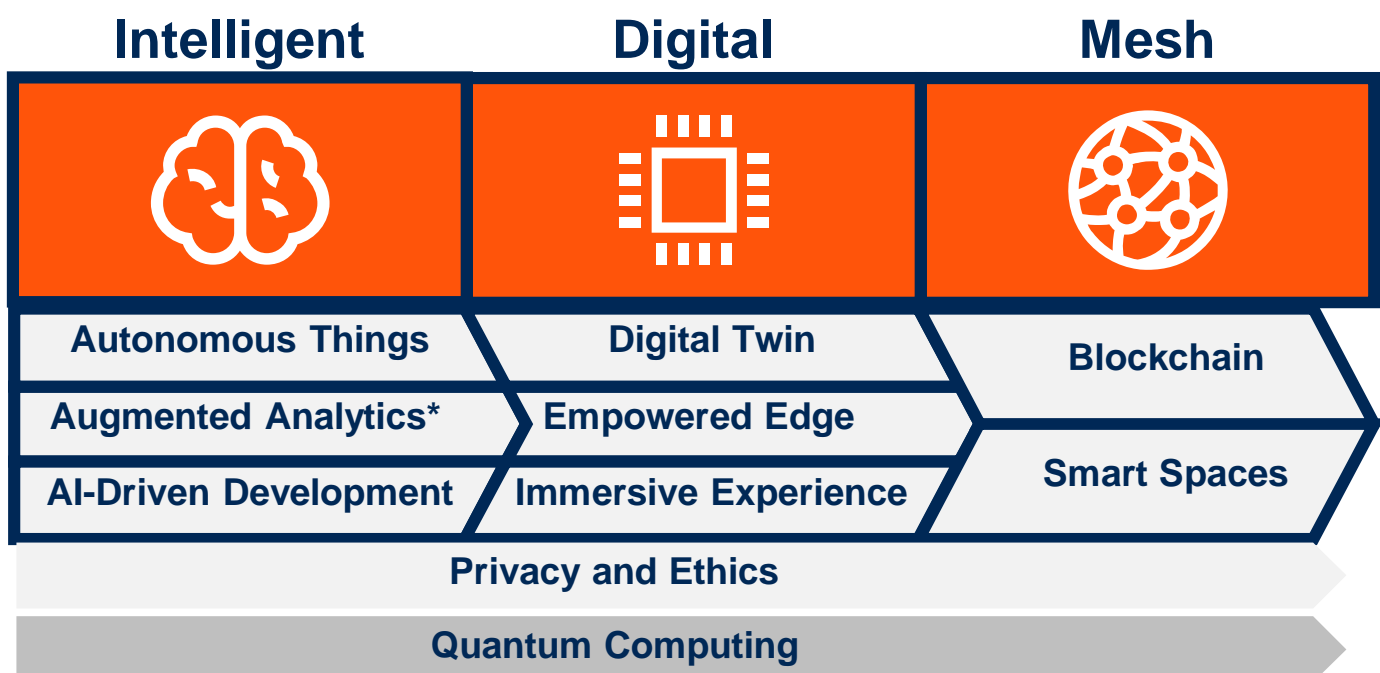 Intelligent
Digital
Mesh
Autonomous Things
Digital Twin
Blockchain
Augmented Analytics*
Empowered Edge
Smart Spaces
AI-Driven Development
Immersive Experience
Privacy and Ethics
Quantum Computing